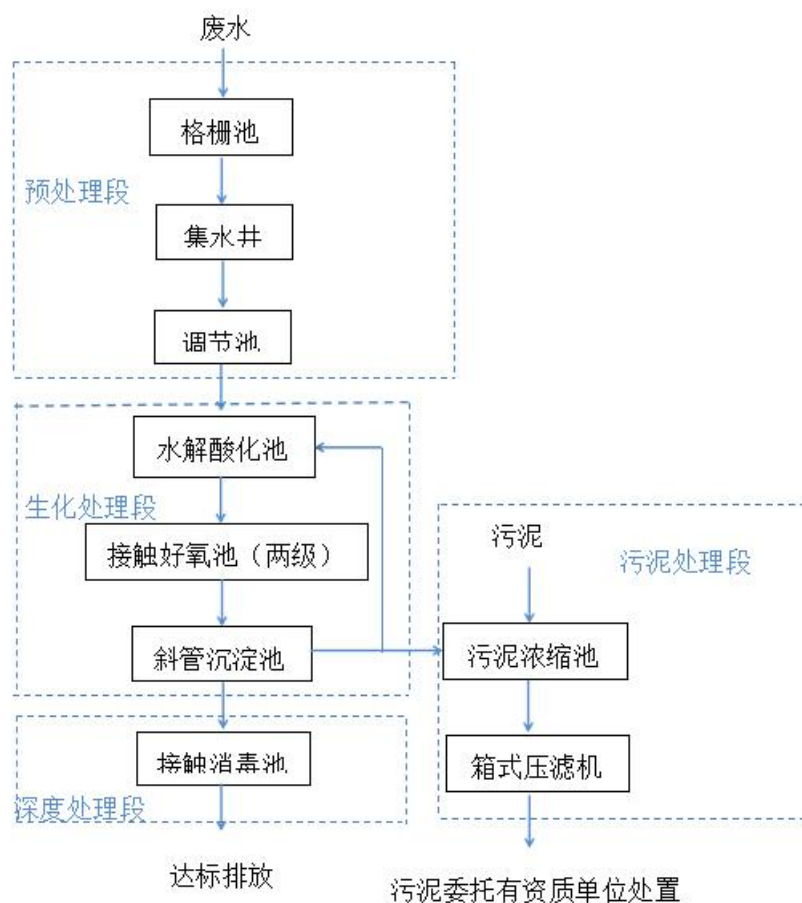 废水
格栅池
预处理段
集水井
调节池
水解酸化池
生化处理段
接触好氧池（两级）
斜管沉淀池
污泥
污泥处理段
污泥浓缩池
箱式压滤机
接触消毒池
深度处理段
达标排放
污泥委托有资质单位处置